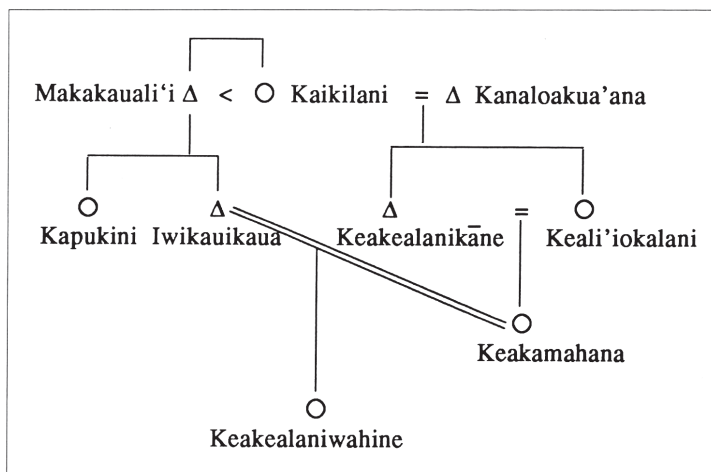 Makakauali‘i Δ < O Kaikilani = Δ Kanaloakua'ana
O Δ Δ = O
Kapukini Iwikauikaua Keakealanikāne Keali'iokalani
O
Keakamahana
O
Keakealaniwahine